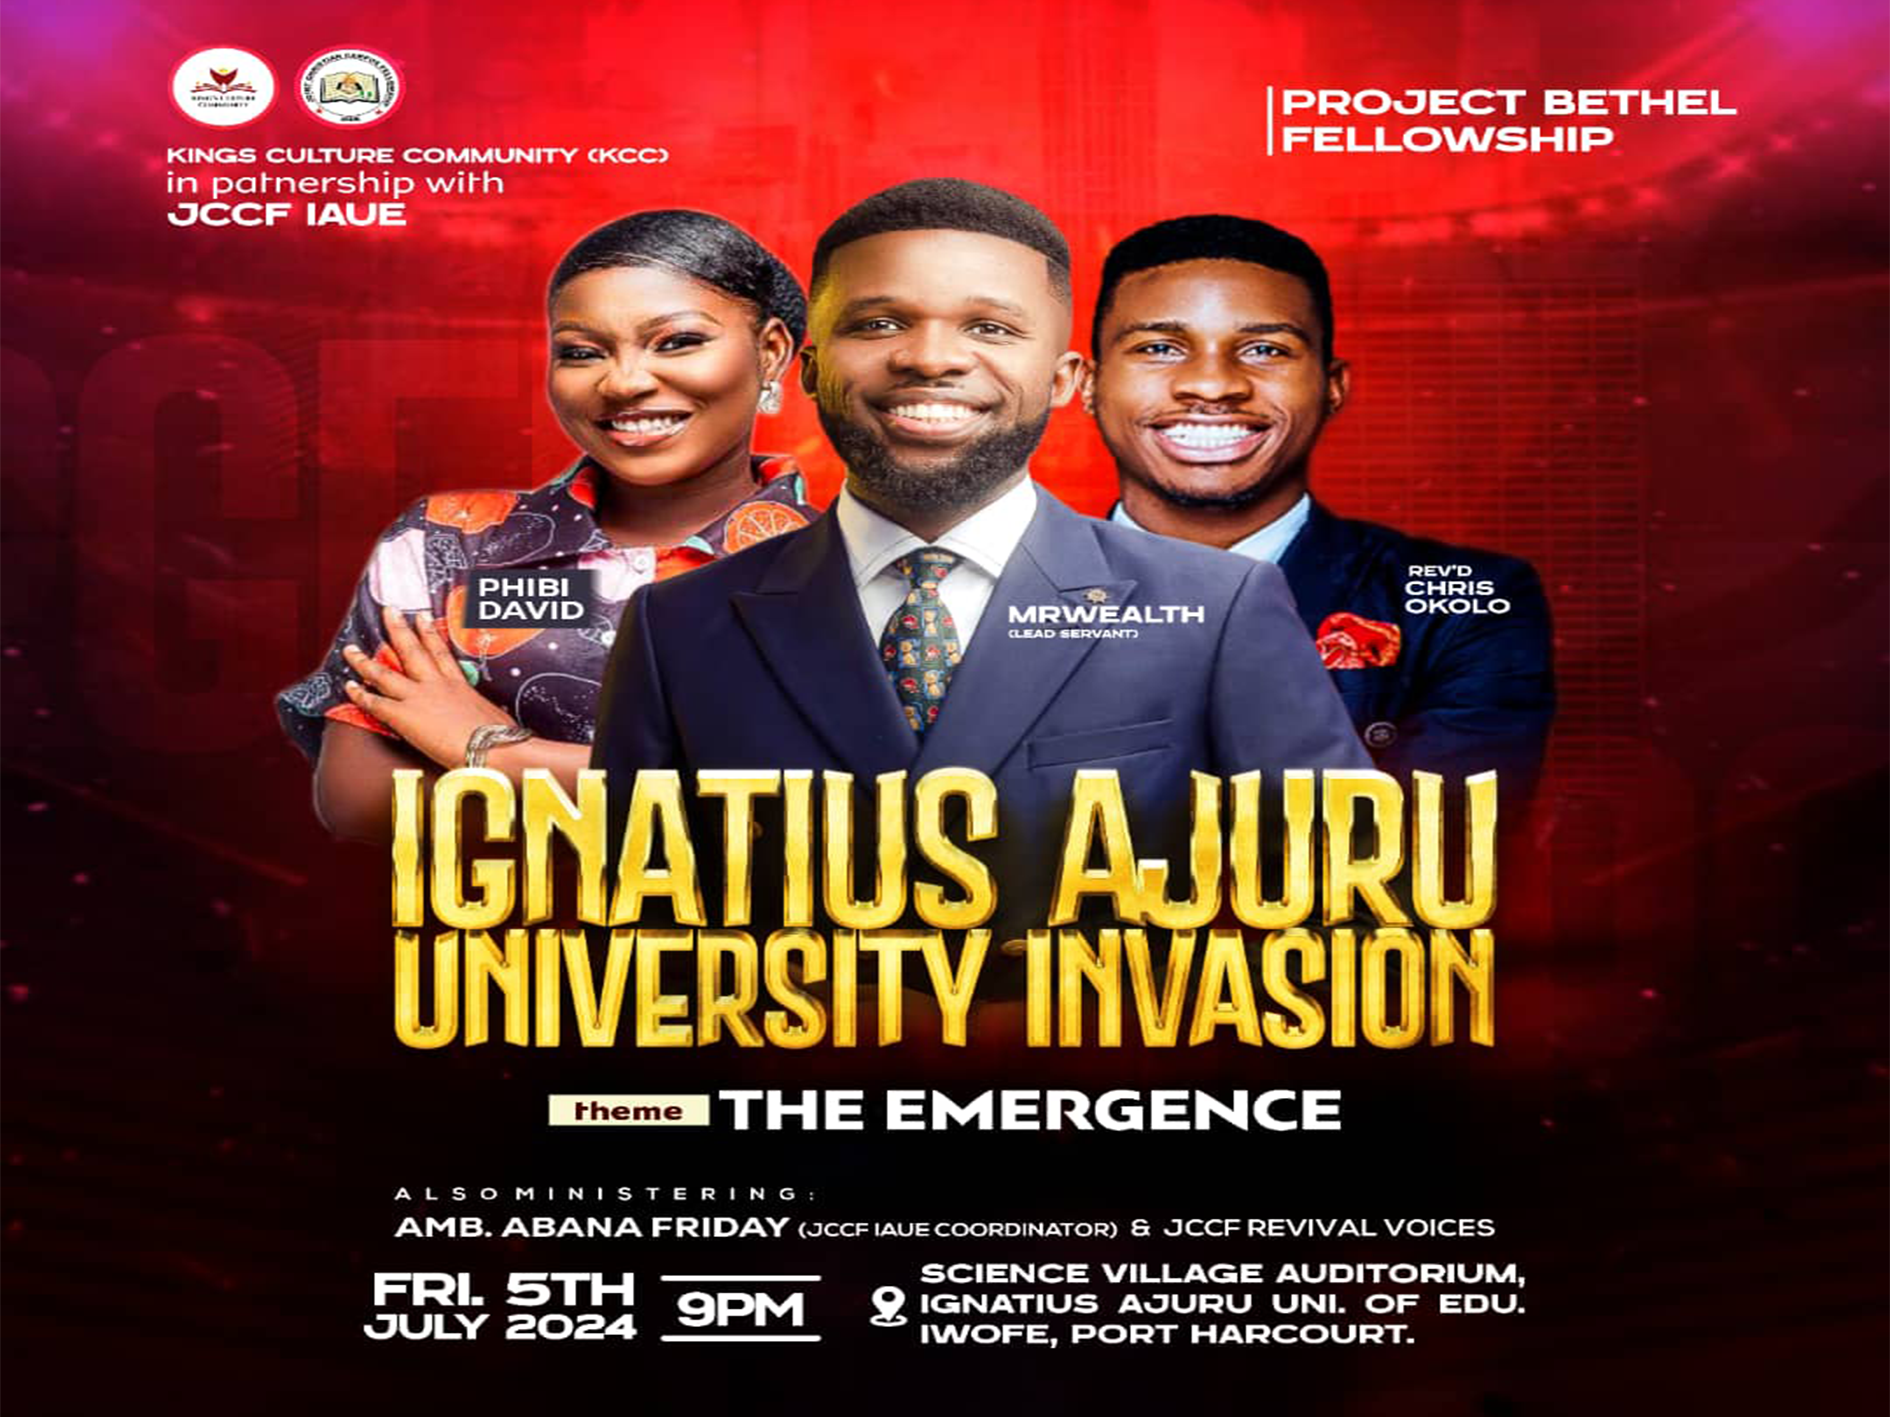 KINGS CULTURE COMMUNITY (KCC)
in patnership with
JCCF IAUE
PROJECT BETHEL
FELLOWSHIP
PHIBI
DAVID
MRWEALTH
(LEAD SERVANT)
REV'D
CHRIS
OKOLO
IGNATIUS AJURU
UNIVERSITY INVASION
theme THE EMERGENCE
ALSO MINISTERING:
AMB. ABANA FRIDAY (JCCF IAUE COORDINATOR) & JCCF REVIVAL VOICES
FRI. 5TH
JULY 2024
9PM
SCIENCE VILLAGE AUDITORIUM,
IGNATIUS AJURU UNI. OF EDU.
IWOFE, PORT HARCOURT.